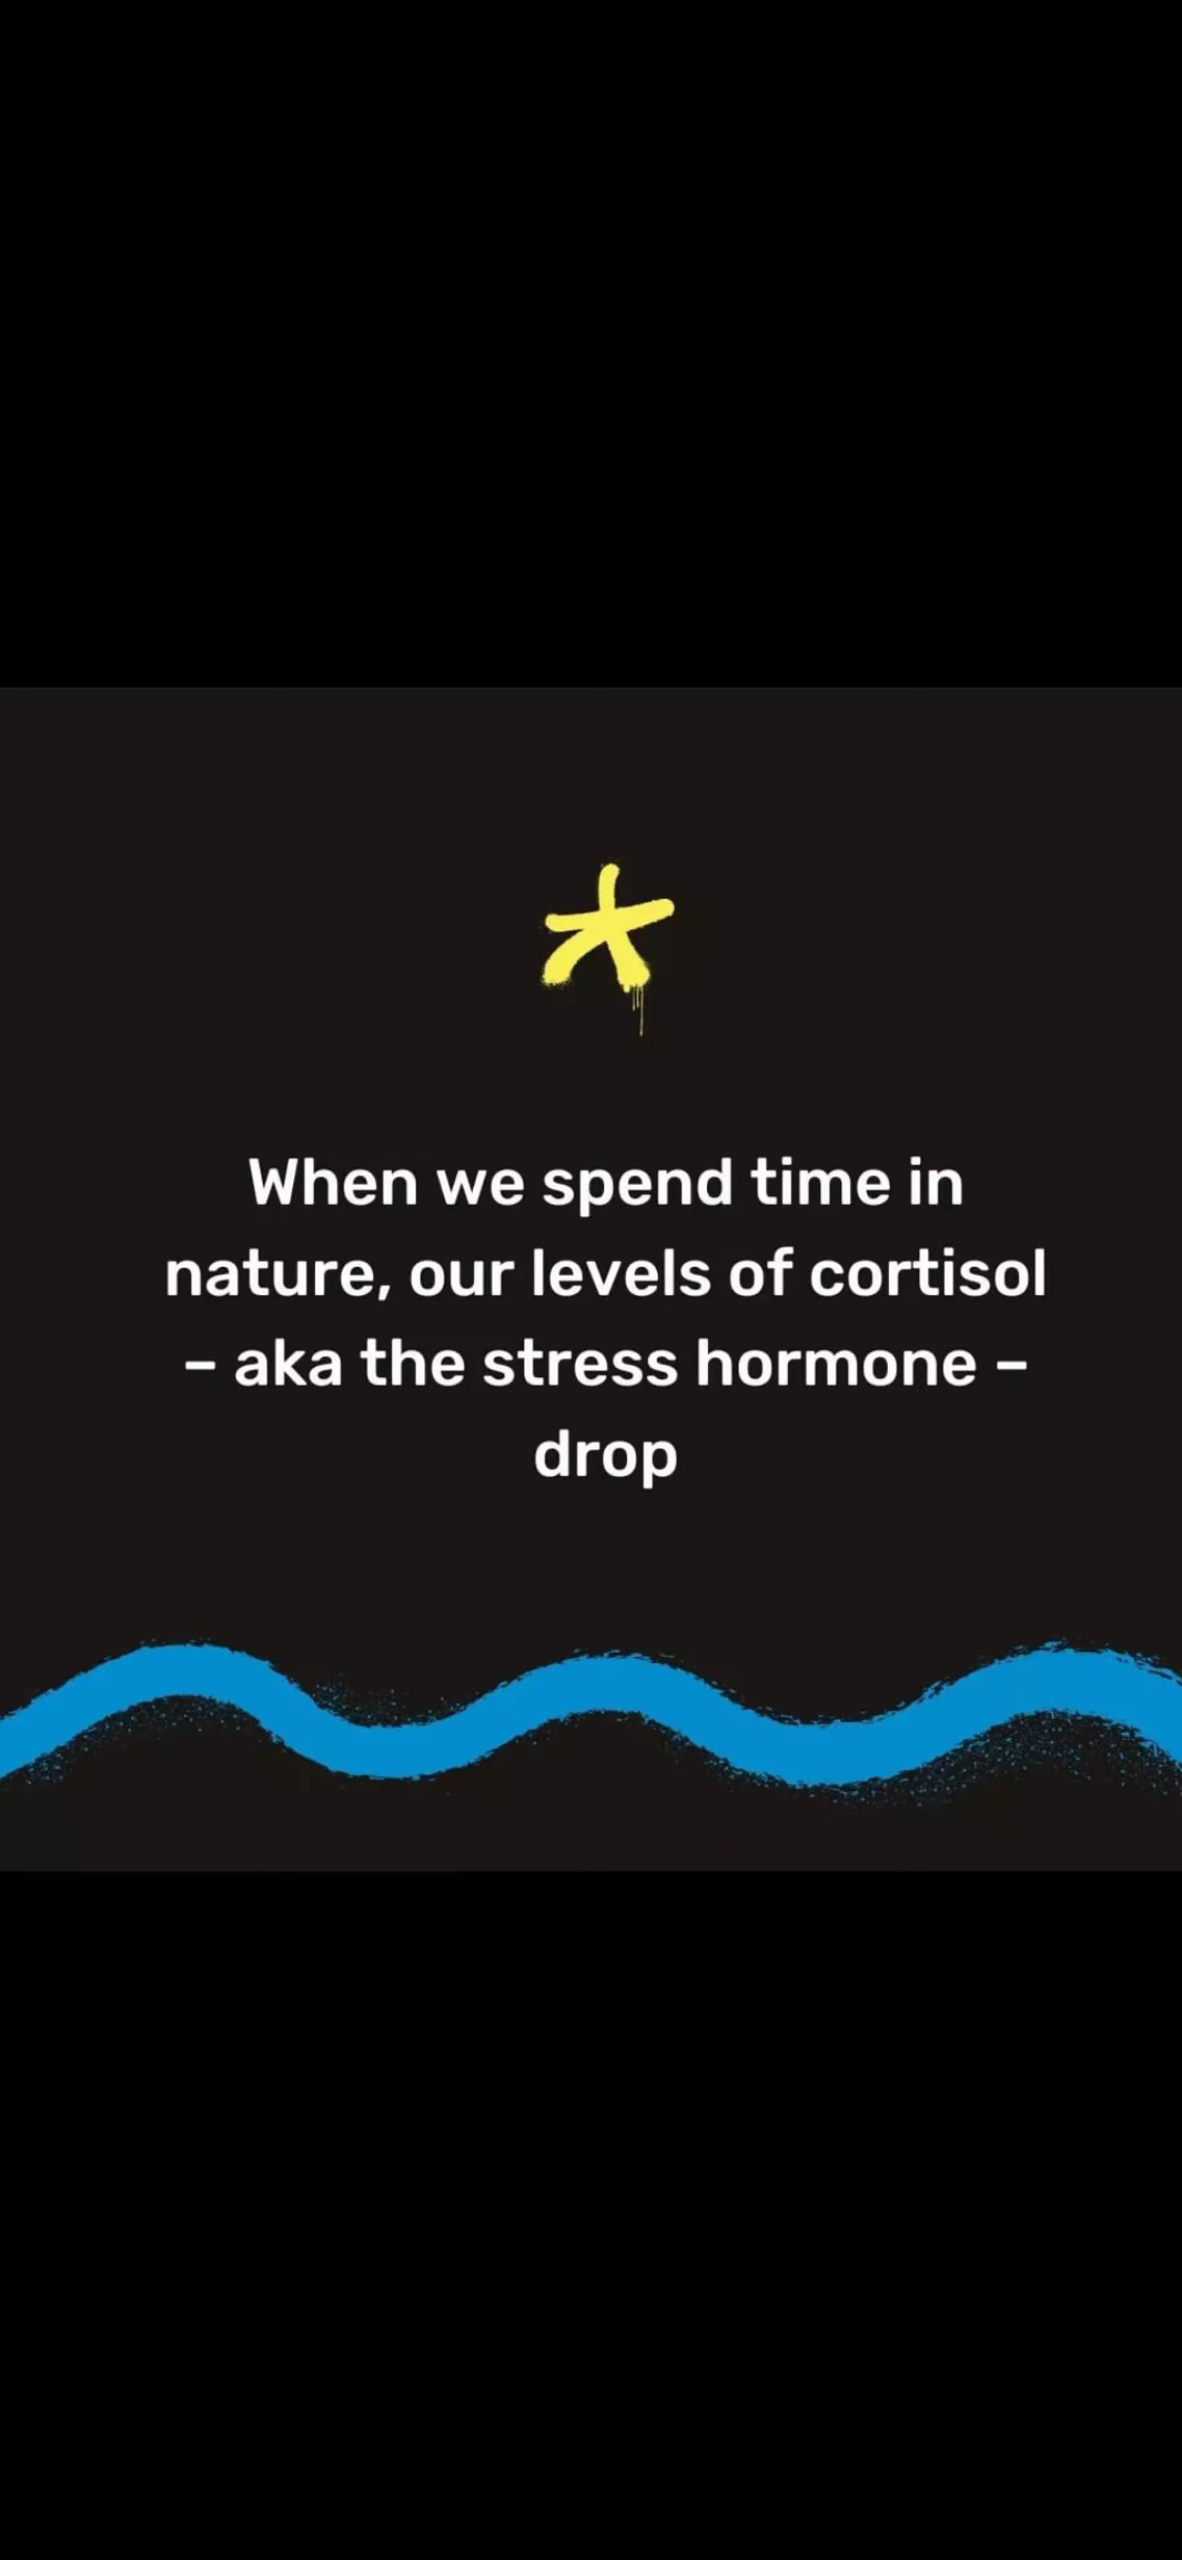 When we spend time in
nature, our levels of cortisol
– aka the stress hormone –
drop